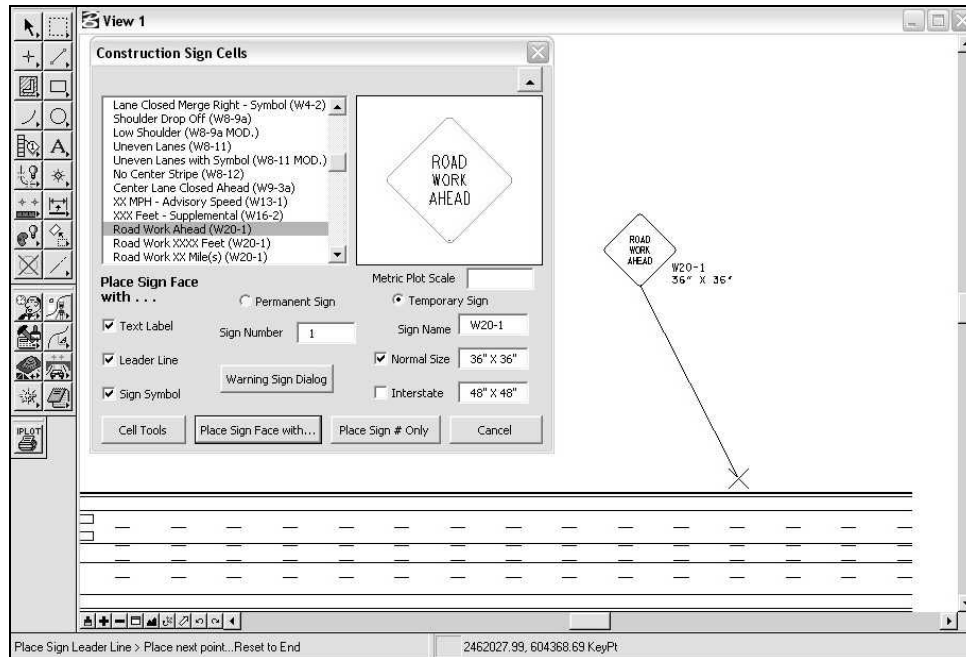 View 1
Construction Sign Cells
Lane Closed Merge Right - Symbol (W4-2)
Shoulder Drop Off (W8-9a)
Low Shoulder (W8-9a MOD.)
Uneven Lanes (W8-11)
Uneven Lanes with Symbol (W8-11 MOD.)
No Center Stripe (W8-12)
Center Lane Closed Ahead (W9-3a)
XX MPH - Advisory Speed (W13-1)
XXX Feet - Supplemental (W16-2)
Road Work Ahead (W20-1)
Road Work XXXX Feet (W20-1)
Road Work XX Mile(s) (W20-1)
ROAD
WORK
AHEAD
Place Sign Face
with . . .
Metric Plot Scale
Permanent Sign
Temporary Sign
Text Label
Sign Number
1
Sign Name
W20-1
Leader Line
Normal Size
36" X 36"
Warning Sign Dialog
Sign Symbol
Interstate
48" X 48"
Cell Tools
Place Sign Face with...
Place Sign # Only
Cancel
ROAD
WORK
AHEAD
W20-1
36" X 36"
A
IPLOT
Place Sign Leader Line > Place next point...Reset to End
2462027.99, 604368.69 KeyPt